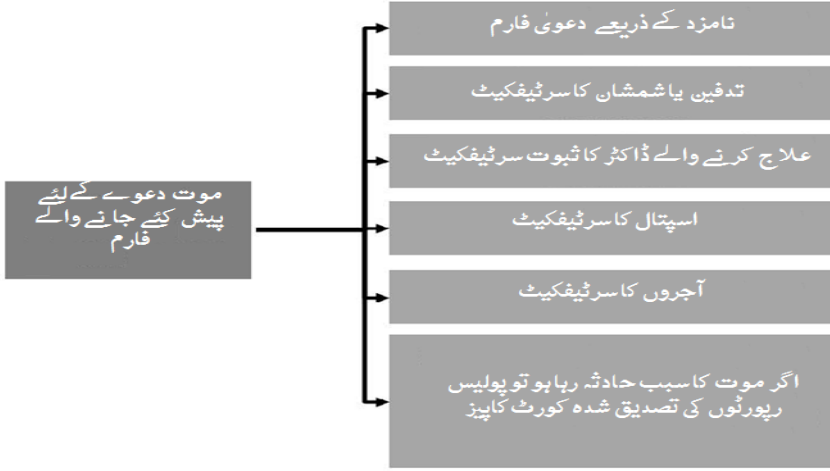 موت دعوے کے لئے
پیش کئے جانے والے
فارم
نامزد کے ذریعے دعویٰ فارم
تدفین یا شمشان کا سرٹیفکیٹ
علاج کرنے والے ڈاکٹر کا ثبوت سرٹیفکیٹ
اسپتال کا سرٹیفکیٹ
آجروں کا سرٹیفکیٹ
اگر موت کا سبب حادثہ رہا ہو تو پولیس
رپورٹوں کی تصدیق شدہ کورٹ کاپیز